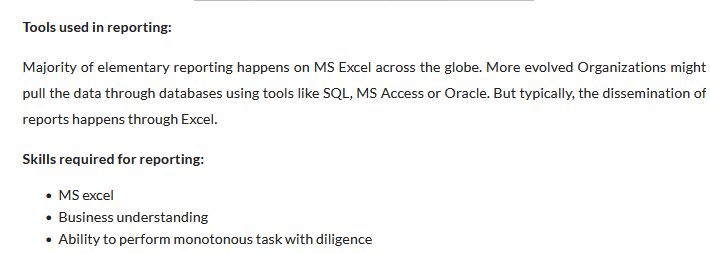 Tools used in reporting:
Majority of elementary reporting happens on MS Excel across the globe. More evolved Organizations might
pull the data through databases using tools like SQL, MS Access or Oracle. But typically, the dissemination of
reports happens through Excel.
Skills required for reporting:
• MS excel
• Business understanding
• Ability to perform monotonous task with diligence